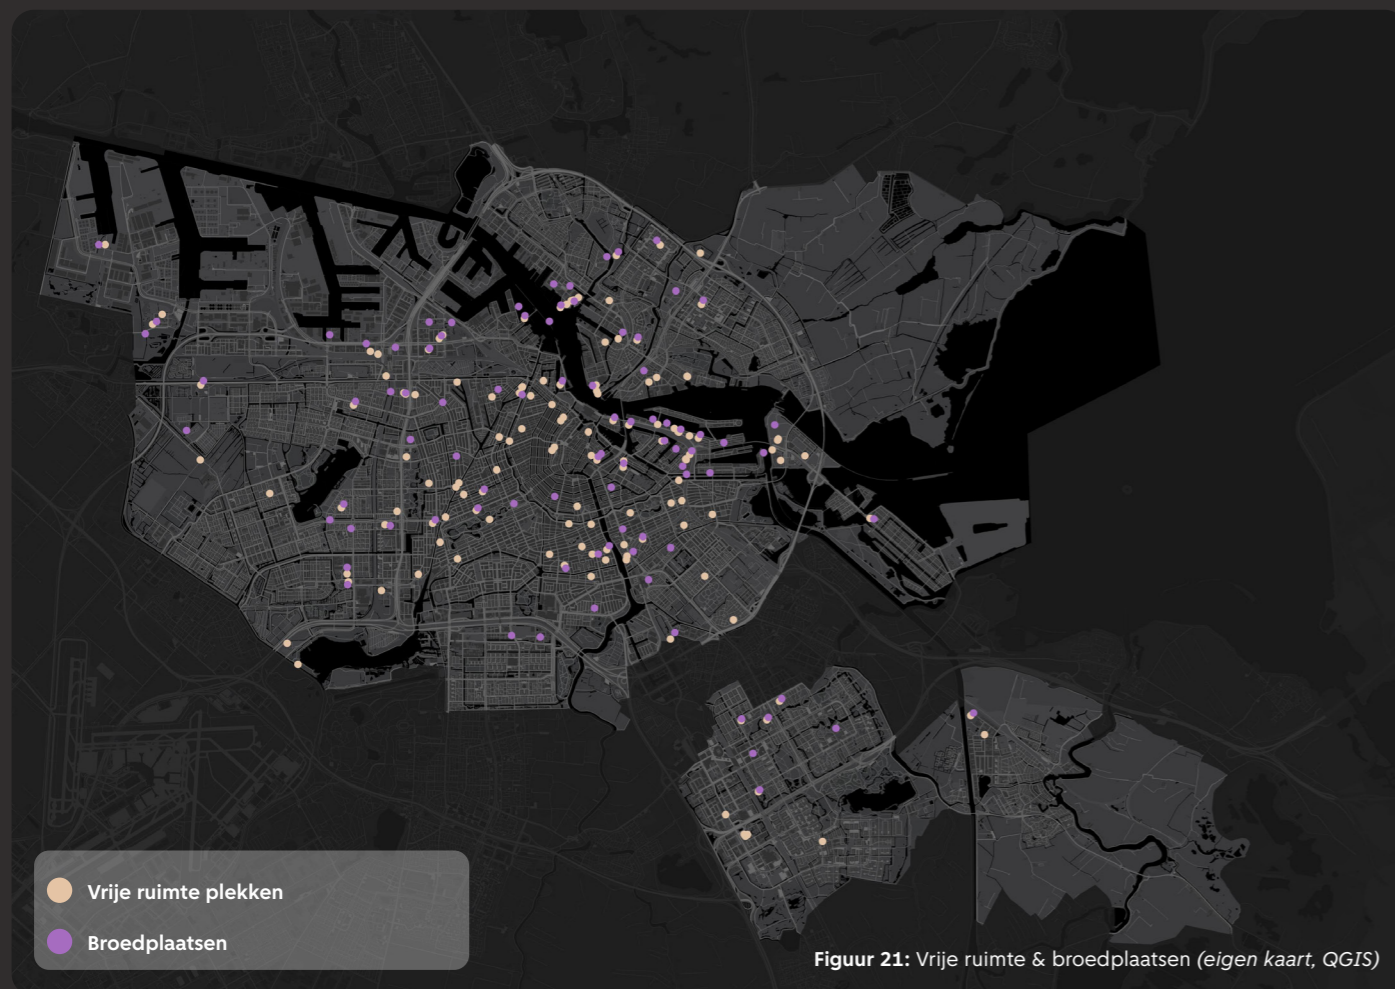 Vrije ruimte plekken
Broedplaatsen
Figuur 21: Vrije ruimte & broedplaatsen (eigen kaart, QGIS)